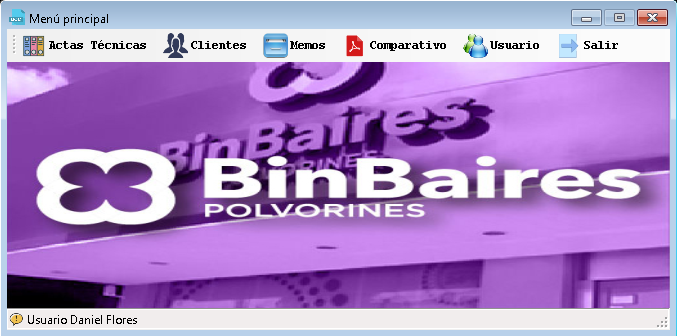 Menú principal
Actas Técnicas Clientes Memos Comparativo Usuario Salir
BinBaires
POLVORINES
BinBaires
POLVORINES
Usuario Daniel Flores